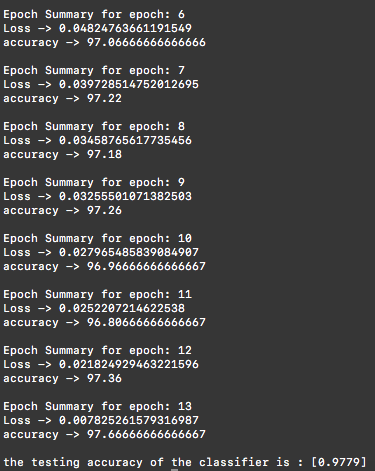 Epoch Summary for epoch: 6
Loss -> 0.04824763661191549
accuracy -> 97.06666666666666
Epoch Summary for epoch: 7
Loss -> 0.039728514752012695
accuracy -> 97.22
Epoch Summary for epoch: 8
Loss -> 0.03458765617735456
accuracy -> 97.18
Epoch Summary for epoch: 9
Loss -> 0.03255501071382503
accuracy -> 97.26
Epoch Summary for epoch: 10
Loss -> 0.027965485839084907
accuracy -> 96.96666666666667
Epoch Summary for epoch: 11
Loss -> 0.0252207214622538
accuracy -> 96.80666666666667
Epoch Summary for epoch: 12
Loss -> 0.021824929463221596
accuracy -> 97.36
Epoch Summary for epoch: 13
Loss -> 0.007825261579316987
accuracy -> 97.66666666666667
the testing accuracy of the classifier is : [0.9779]